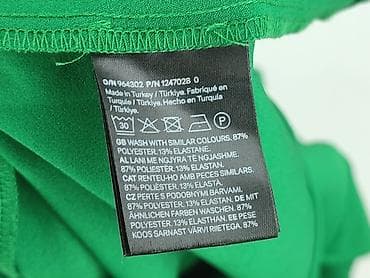 O/N 964302 P/N 1247028 0
Made in Turkey / Türkiye. Fabriqué en
Turquie / Türkiye. Hecho en Turquía
/ Türkiye.
30
GB WASH WITH SIMILAR COLOURS. 87%
POLYESTER. 13% ELASTANE.
AL LANI ME NGJYRA TË NGJASHME.
87% POLIESTER. 13% ELASTAN.
CAT RENTEU-HO AMB PECES SIMILARS.
87% POLIÈSTER. 13% ELASTÀ.
CZ PERTE S PODOBNÝMI BARVAMI.
87% POLYESTER. 13% ELASTAN. DE MIT
ÄHNLICHEN FARBEN WASCHEN. 87%
POLYESTER. 13% ELASTHAN. EE PESE
KOOS SARNAST VÄRVI RIIETEGA. 87%